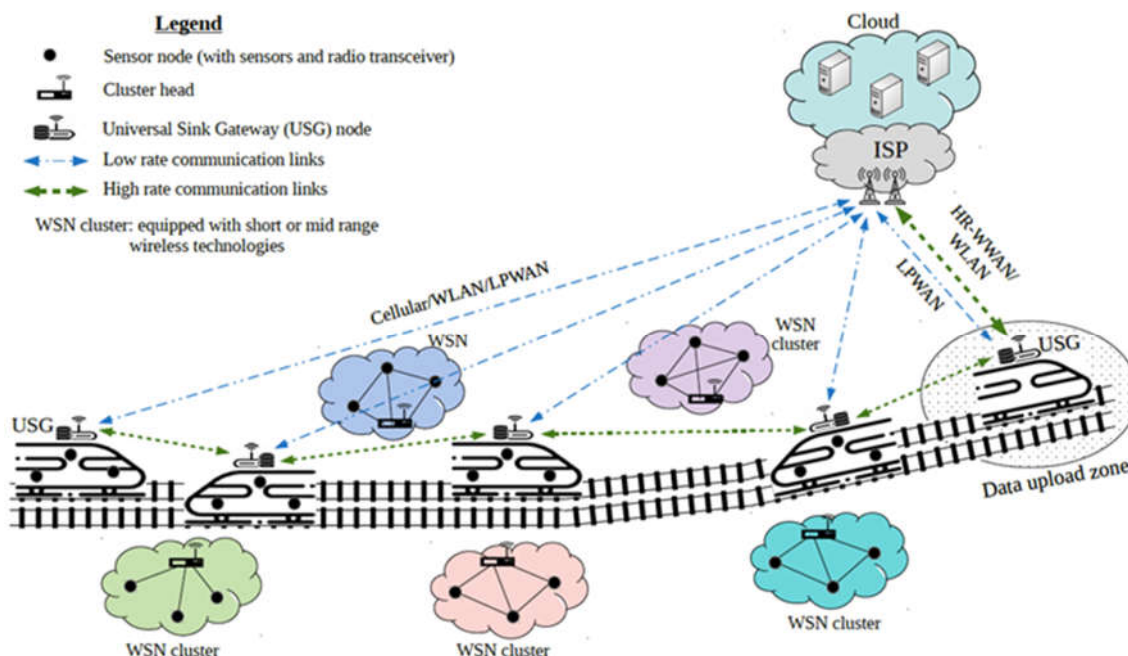 Legend
Sensor node (with sensors and radio transceiver)
Cluster head
Universal Sink Gateway (USG) node
Low rate communication links
High rate communication links
WSN cluster: equipped with short or mid range
wireless technologies
Cloud
ISP
HR-WWAN/
WLAN
LPWAN
Cellular/WLAN/LPWAN
WSN
WSN
cluster
USG
USG
Data upload zone
WSN cluster
WSN cluster
WSN cluster